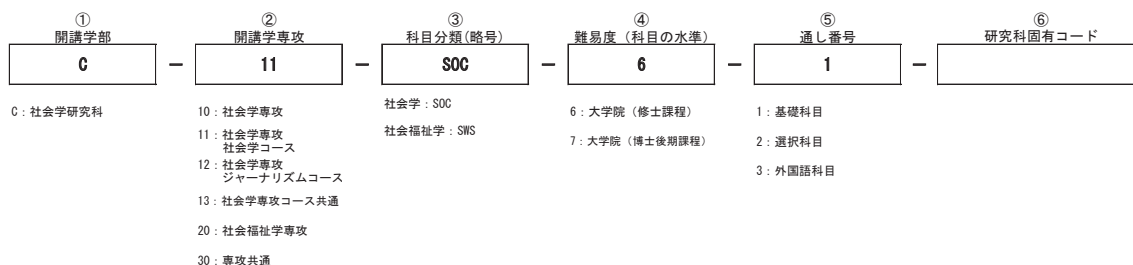 ① ② ③ ④ ⑤ ⑥
開講学部 開講学専攻 科目分類(略号) 難易度(科目の水準) 通し番号 研究科固有コード
C － 11 － SOC － 6 － 1 －
C:社会学研究科
10:社会学専攻
11:社会学専攻
社会学コース
12:社会学専攻
ジャーナリズムコース
13:社会学専攻コース共通
20:社会福祉学専攻
30:専攻共通
社会学:SOC
社会福祉学:SWS
6:大学院(修士課程)
7:大学院(博士後期課程)
1:基礎科目
2:選択科目
3:外国語科目